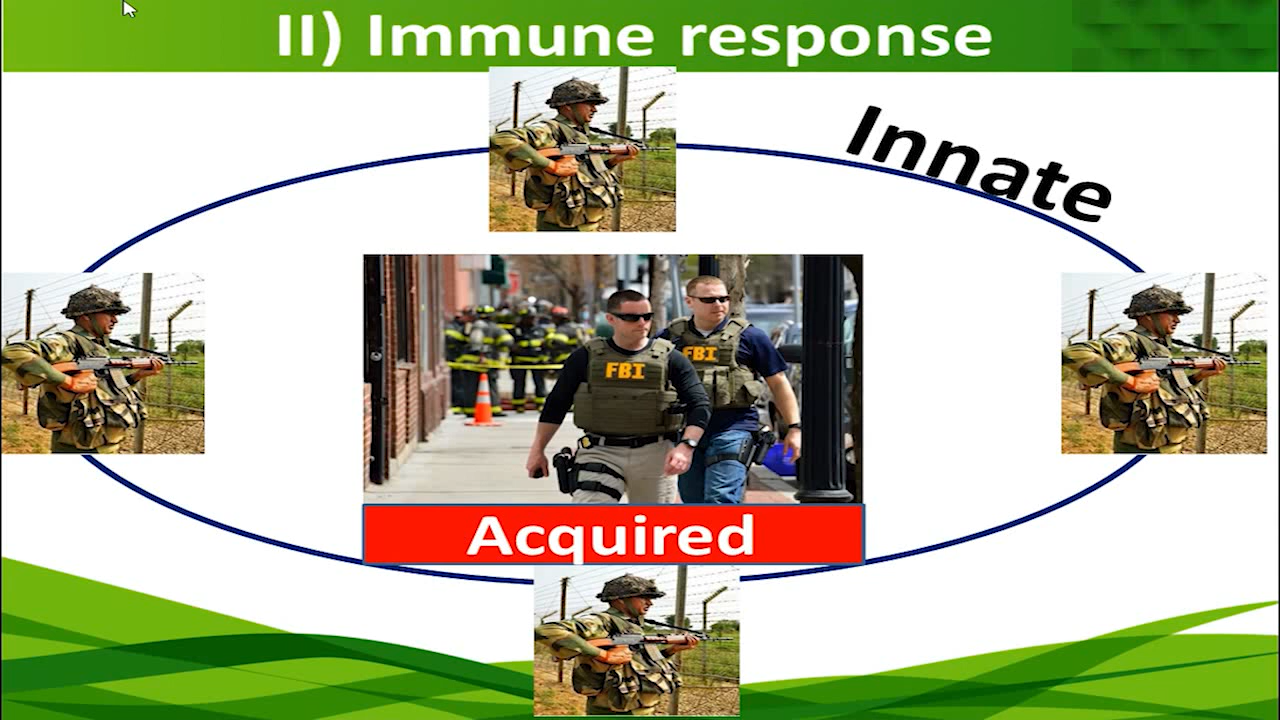 II) Immune response
Innate
FBI
FBI
Acquired